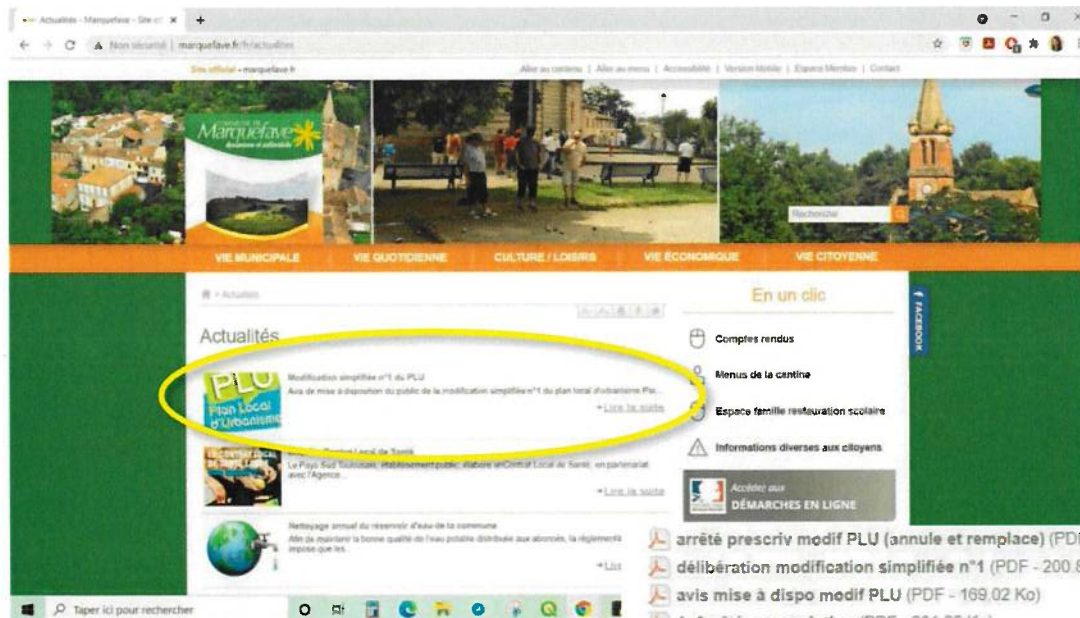 Actualités - Marquefave - Site
Non sécurisé | marquefave.fr/fr/actualites
Site officiel - marquefave.fr
Aller au contenu | Aller au menu | Accessibilité | Version Mobile | Espace Membre | Contact
Marquefave
Recherche
VIE MUNICIPALE
VIE QUOTIDIENNE
CULTURE / LOISIRS
VIE ÉCONOMIQUE
VIE CITOYENNE
> Actualités
Actualités
PLU
Plan Local
d'Urbanisme
Modification simplifiée n°1 du PLU
Avis de mise à disposition du public de la modification simplifiée n°1 du plan local d'urbanisme Par...
Lire la suite
Contrat Local de Santé
Le Pays Sud Toulousain, établissement public, élabore un Contrat Local de Santé, en partenariat
avec l'Agence...
Lire la suite
Nettoyage annuel du réservoir d'eau de la commune
Afin de maintenir la bonne qualité de l'eau potable distribuée aux abonnés, la réglementa
impose que les...
En un clic
Comptes rendus
Menus de la cantine
Espace famille restauration scolaire
Informations diverses aux citoyens
Accéder aux
DÉMARCHES EN LIGNE
FACEBOOK
arrêté prescriv modif PLU (annule et remplace) (PDF
délibération modification simplifiée n°1 (PDF - 200.8
avis mise à dispo modif PLU (PDF - 169.02 Ko)
Taper ici pour rechercher